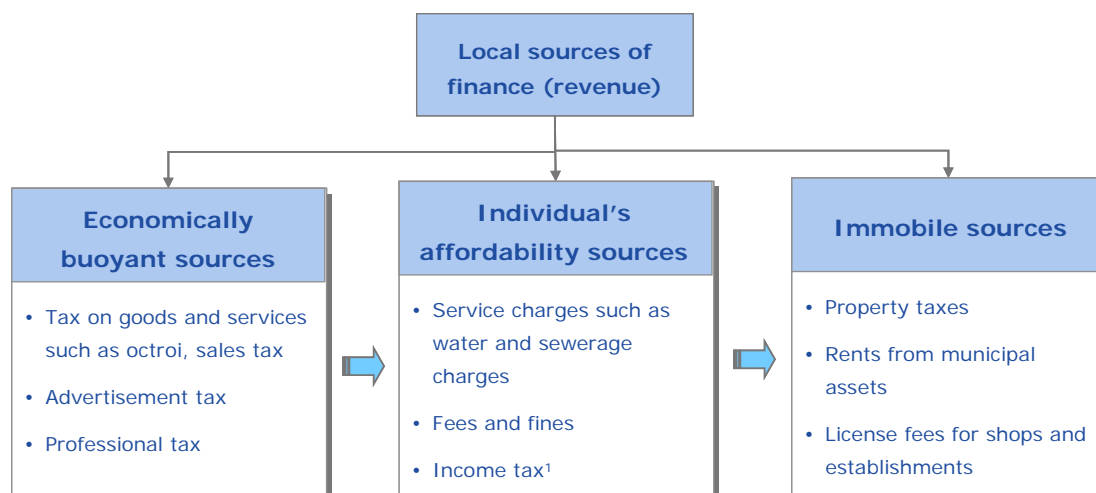 Local sources of
finance (revenue)
Economically
buoyant sources
• Tax on goods and services
such as octroi, sales tax
• Advertisement tax
• Professional tax
Individual's
affordability sources
• Service charges such as
water and sewerage
charges
• Fees and fines
• Income tax¹
Immobile sources
• Property taxes
• Rents from municipal
assets
• License fees for shops and
establishments